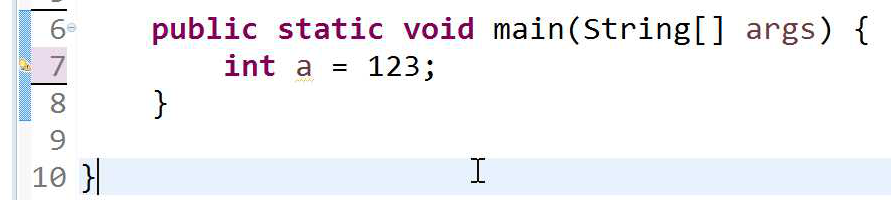 6 public static void main(String[] args) {
7 int a = 123;
8 }
9
10 }